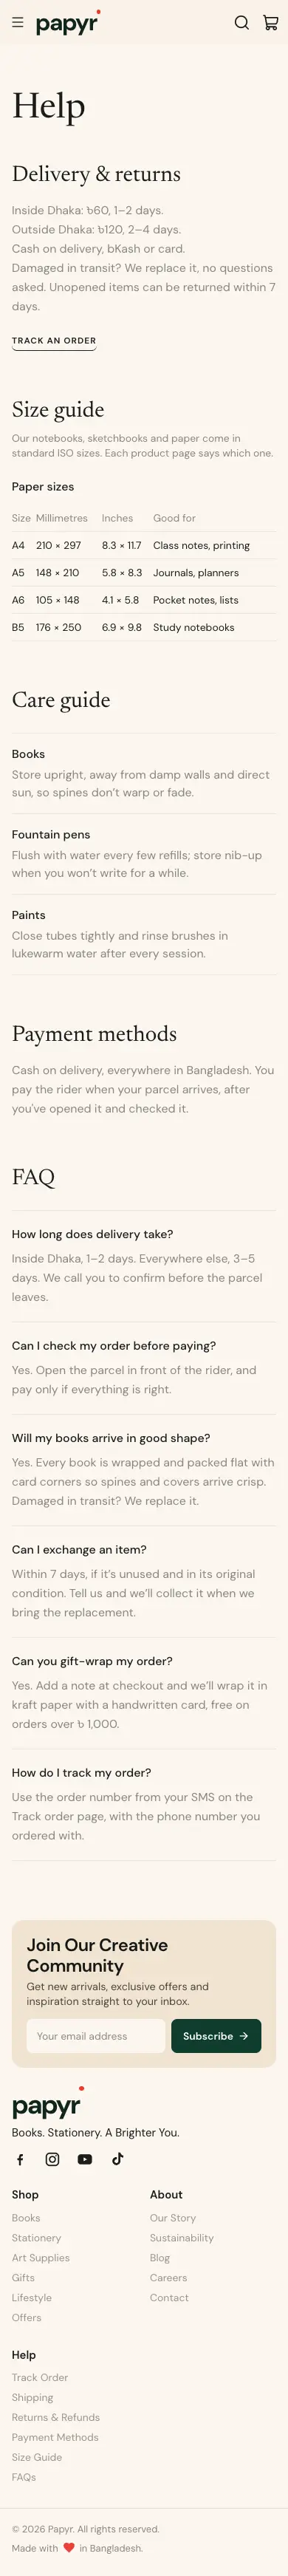 papyr
Help
Delivery & returns
Inside Dhaka: ৳60, 1–2 days.
Outside Dhaka: ৳120, 2–4 days.
Cash on delivery, bKash or card.
Damaged in transit? We replace it, no questions
asked. Unopened items can be returned within 7
days.
TRACK AN ORDER
Size guide
Our notebooks, sketchbooks and paper come in
standard ISO sizes. Each product page says which one.
Paper sizes
Size Millimetres Inches Good for
A4 210 × 297 8.3 × 11.7 Class notes, printing
A5 148 × 210 5.8 × 8.3 Journals, planners
A6 105 × 148 4.1 × 5.8 Pocket notes, lists
B5 176 × 250 6.9 × 9.8 Study notebooks
Care guide
Books
Store upright, away from damp walls and direct
sun, so spines don’t warp or fade.
Fountain pens
Flush with water every few refills; store nib-up
when you won’t write for a while.
Paints
Close tubes tightly and rinse brushes in
lukewarm water after every session.
Payment methods
Cash on delivery, everywhere in Bangladesh. You
pay the rider when your parcel arrives, after
you've opened it and checked it.
FAQ
How long does delivery take?
Inside Dhaka, 1–2 days. Everywhere else, 3–5
days. We call you to confirm before the parcel
leaves.
Can I check my order before paying?
Yes. Open the parcel in front of the rider, and
pay only if everything is right.
Will my books arrive in good shape?
Yes. Every book is wrapped and packed flat with
card corners so spines and covers arrive crisp.
Damaged in transit? We replace it.
Can I exchange an item?
Within 7 days, if it’s unused and in its original
condition. Tell us and we’ll collect it when we
bring the replacement.
Can you gift-wrap my order?
Yes. Add a note at checkout and we’ll wrap it in
kraft paper with a handwritten card, free on
orders over ৳ 1,000.
How do I track my order?
Use the order number from your SMS on the
Track order page, with the phone number you
ordered with.
Join Our Creative
Community
Get new arrivals, exclusive offers and
inspiration straight to your inbox.
Your email address Subscribe →
papyr
Books. Stationery. A Brighter You.
Shop About
Books Our Story
Stationery Sustainability
Art Supplies Blog
Gifts Careers
Lifestyle Contact
Offers
Help
Track Order
Shipping
Returns & Refunds
Payment Methods
Size Guide
FAQs
© 2026 Papyr. All rights reserved.
Made with ❤ in Bangladesh.